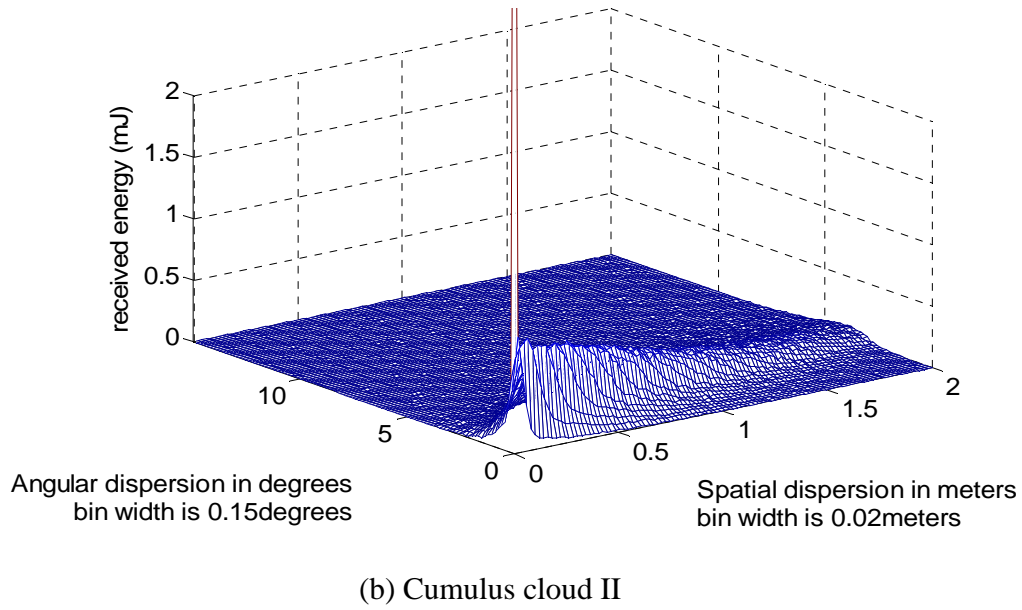 received energy (mJ)
2
1.5
1
0.5
0
10
5
0
0
0.5
1
1.5
2
Angular dispersion in degrees
bin width is 0.15degrees
Spatial dispersion in meters
bin width is 0.02meters
(b) Cumulus cloud II